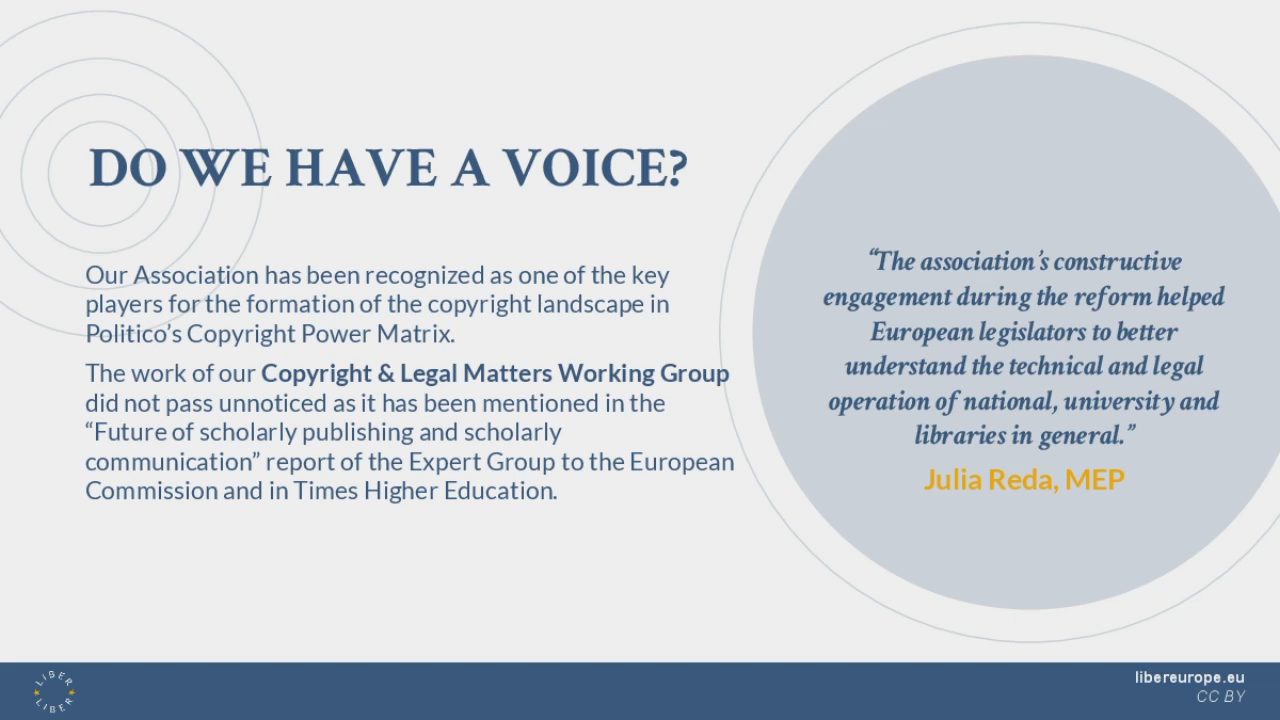 DO WE HAVE A VOICE?
Our Association has been recognized as one of the key
players for the formation of the copyright landscape in
Politico's Copyright Power Matrix.
The work of our Copyright & Legal Matters Working Group
did not pass unnoticed as it has been mentioned in the
“Future of scholarly publishing and scholarly
communication” report of the Expert Group to the European
Commission and in Times Higher Education.
“The association's constructive
engagement during the reform helped
European legislators to better
understand the technical and legal
operation of national, university and
libraries in general.”
Julia Reda, MEP
LIBER
LIBER
libereurope.eu
CC BY